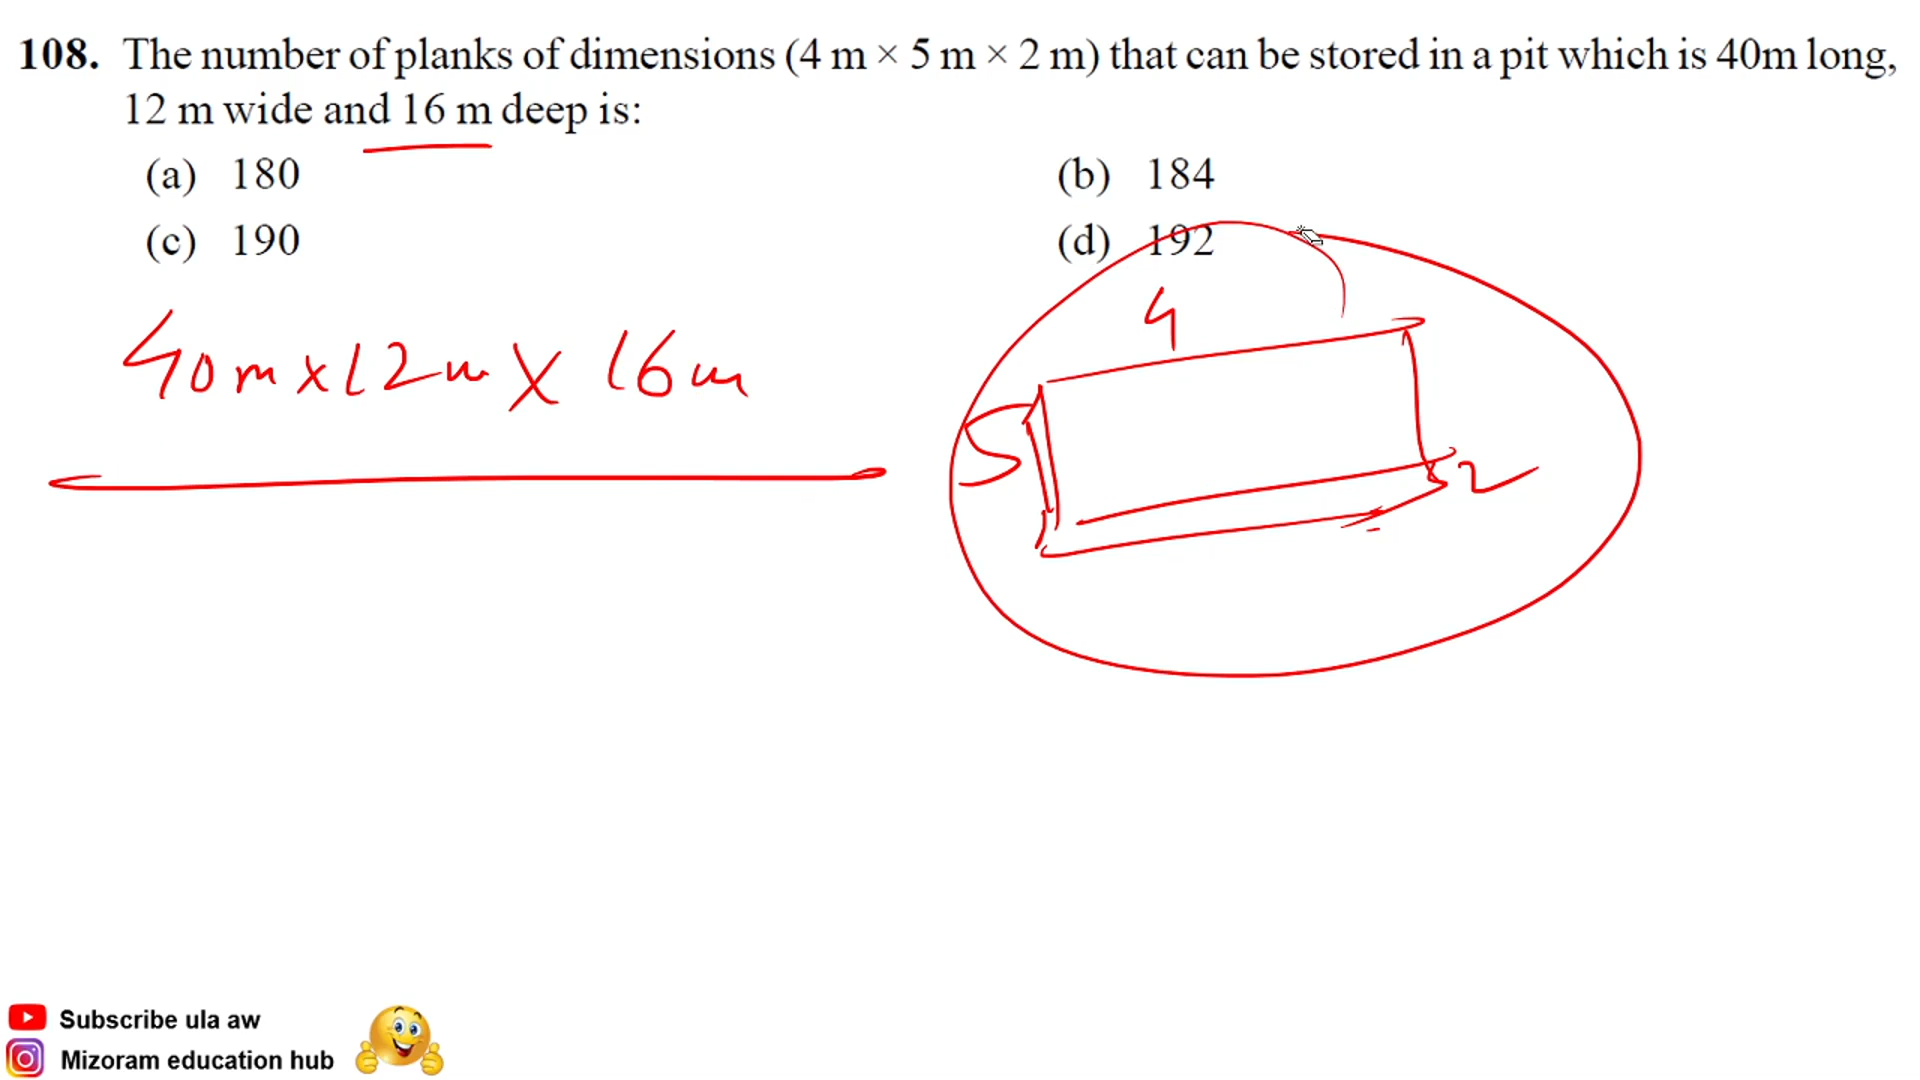 108. The number of planks of dimensions (4 m × 5 m × 2 m) that can be stored in a pit which is 40m long,
12 m wide and 16 m deep is:
(a) 180
(b) 184
(c) 190
(d) 192
40m x 12m x 16m
4
5
2
Subscribe ula aw
Mizoram education hub